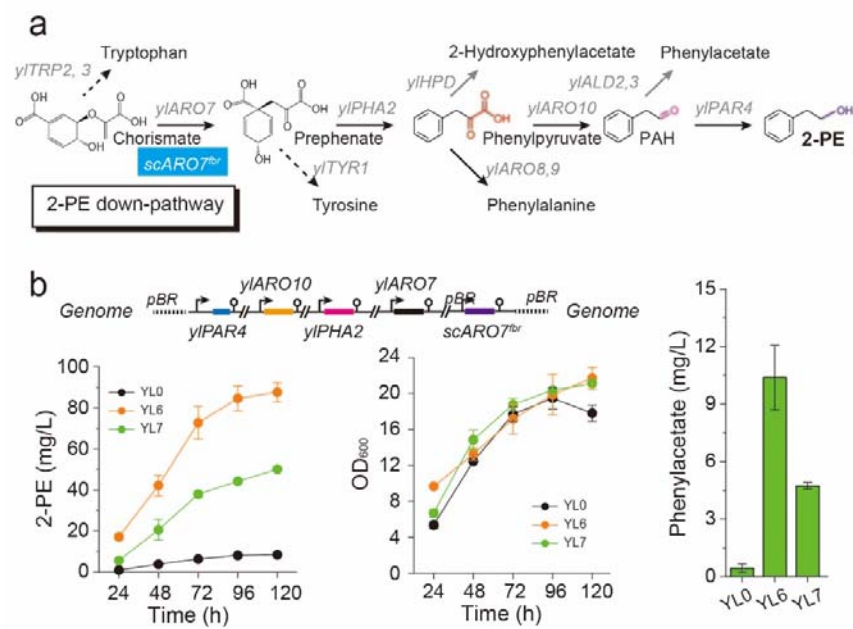 a
Tryptophan
2-Hydroxyphenylacetate
Phenylacetate
ylTRP2, 3
ylHPD
ylALD2,3
ylARO7
ylPHA2
ylARO10
ylPAR4
Chorismate
Prephenate
Phenylpyruvate
PAH
2-PE
scARO7fbr
ylTYR1
ylARO8,9
2-PE down-pathway
Tyrosine
Phenylalanine
OH
O
HO
b
ylARO10
ylARO7
Genome
pBR
pBR
pBR
Genome
ylPAR4
ylPHA2
scARO7fbr
2-PE (mg/L)
100
80
60
40
20
0
YL0
YL6
YL7
24 48 72 96 120
Time (h)
OD600
24
20
16
12
8
4
0
YL0
YL6
YL7
24 48 72 96 120
Time (h)
Phenylacetate (mg/L)
15
12
9
6
3
0
YL0 YL6 YL7